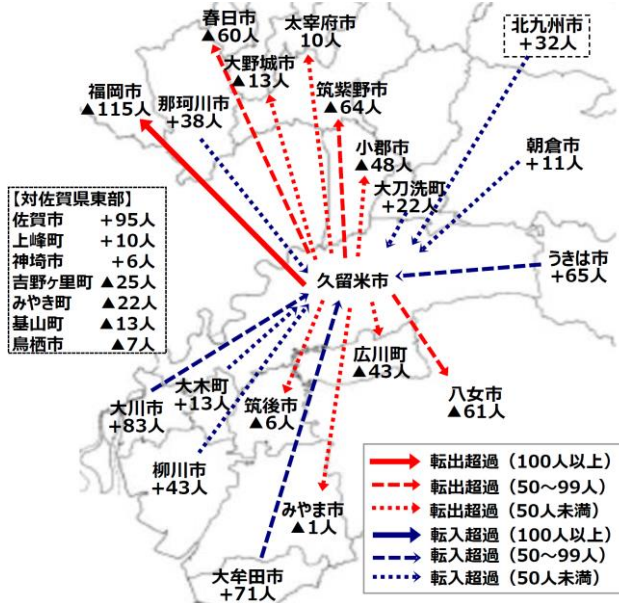 春日市
▲60人
太宰府市
10人
北九州市
+32人
大野城市
▲13人
福岡市
▲115人
那珂川市
+38人
筑紫野市
▲64人
小郡市
▲48人
朝倉市
+11人
大刀洗町
+22人
【対佐賀県東部】
佐賀市 +95人
上峰町 +10人
神埼市 +6人
吉野ヶ里町 ▲25人
みやき町 ▲22人
基山町 ▲13人
鳥栖市 ▲7人
うきは市
+65人
久留米市
広川町
▲43人
八女市
▲61人
大木町
+13人
筑後市
▲6人
大川市
+83人
柳川市
+43人
みやま市
▲1人
大牟田市
+71人
転出超過（100人以上）
転出超過（50～99人）
転出超過（50人未満）
転入超過（100人以上）
転入超過（50～99人）
転入超過（50人未満）